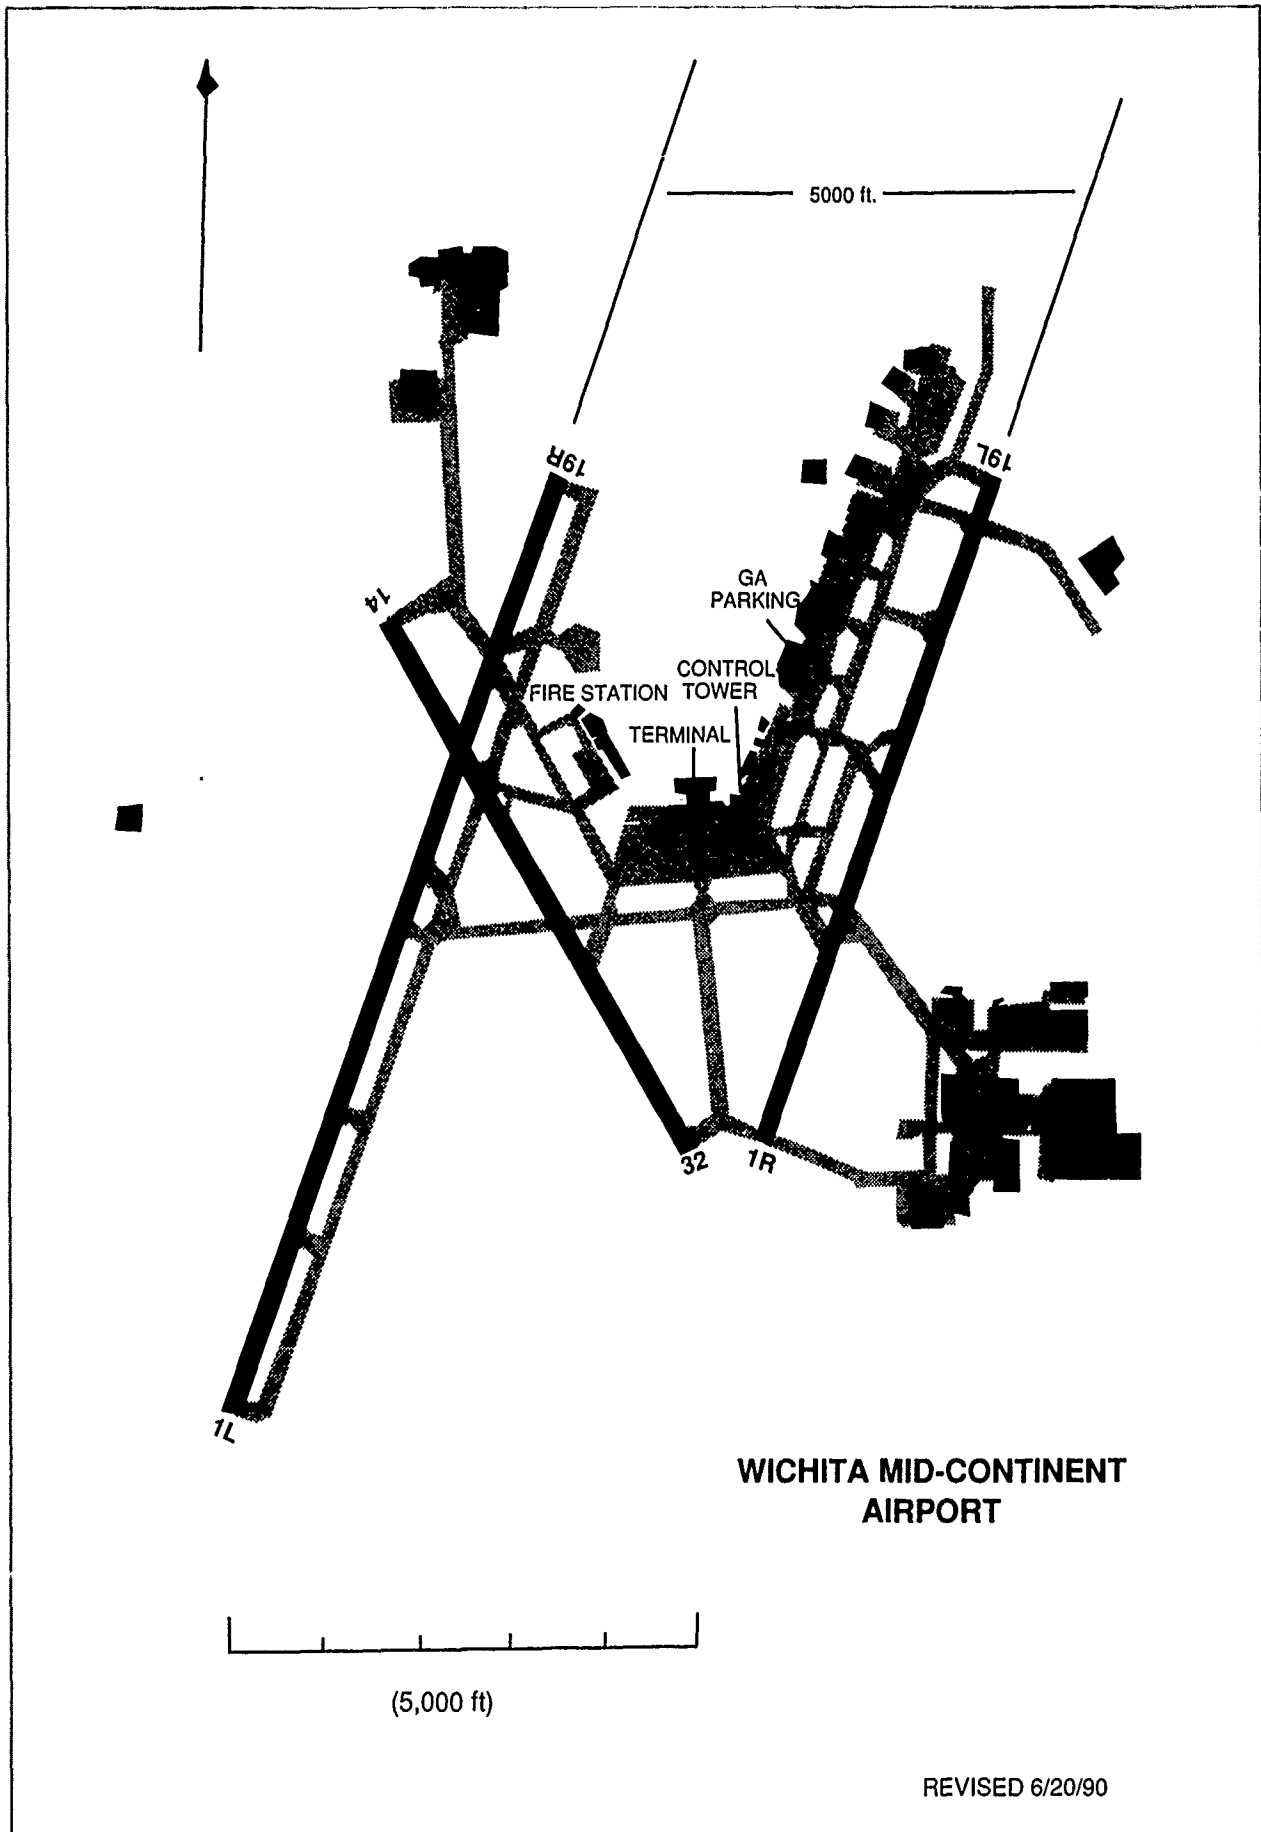 5000 ft.
19R
19L
14
GA
PARKING
CONTROL
TOWER
FIRE STATION
TERMINAL
32
1R
1L
WICHITA MID-CONTINENT
AIRPORT
(5,000 ft)
REVISED 6/20/90